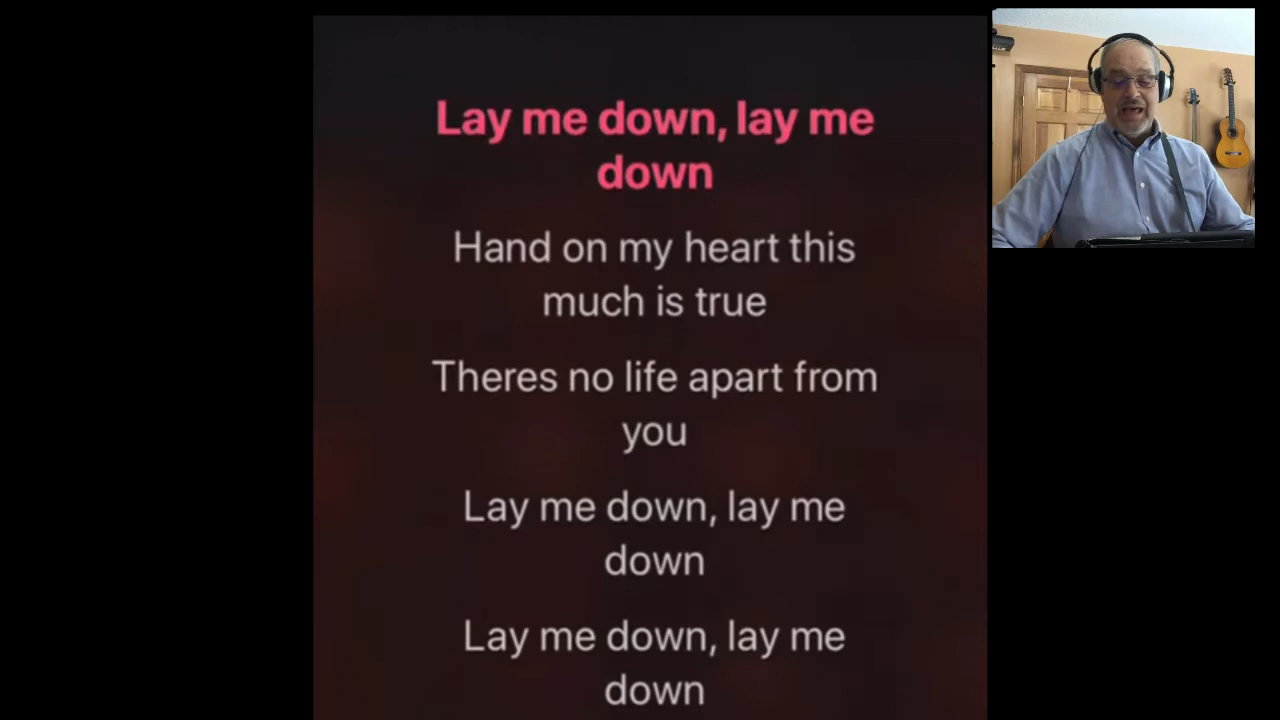 Lay me down, lay me
down
Hand on my heart this
much is true
Theres no life apart from
you
Lay me down, lay me
down
Lay me down, lay me
down